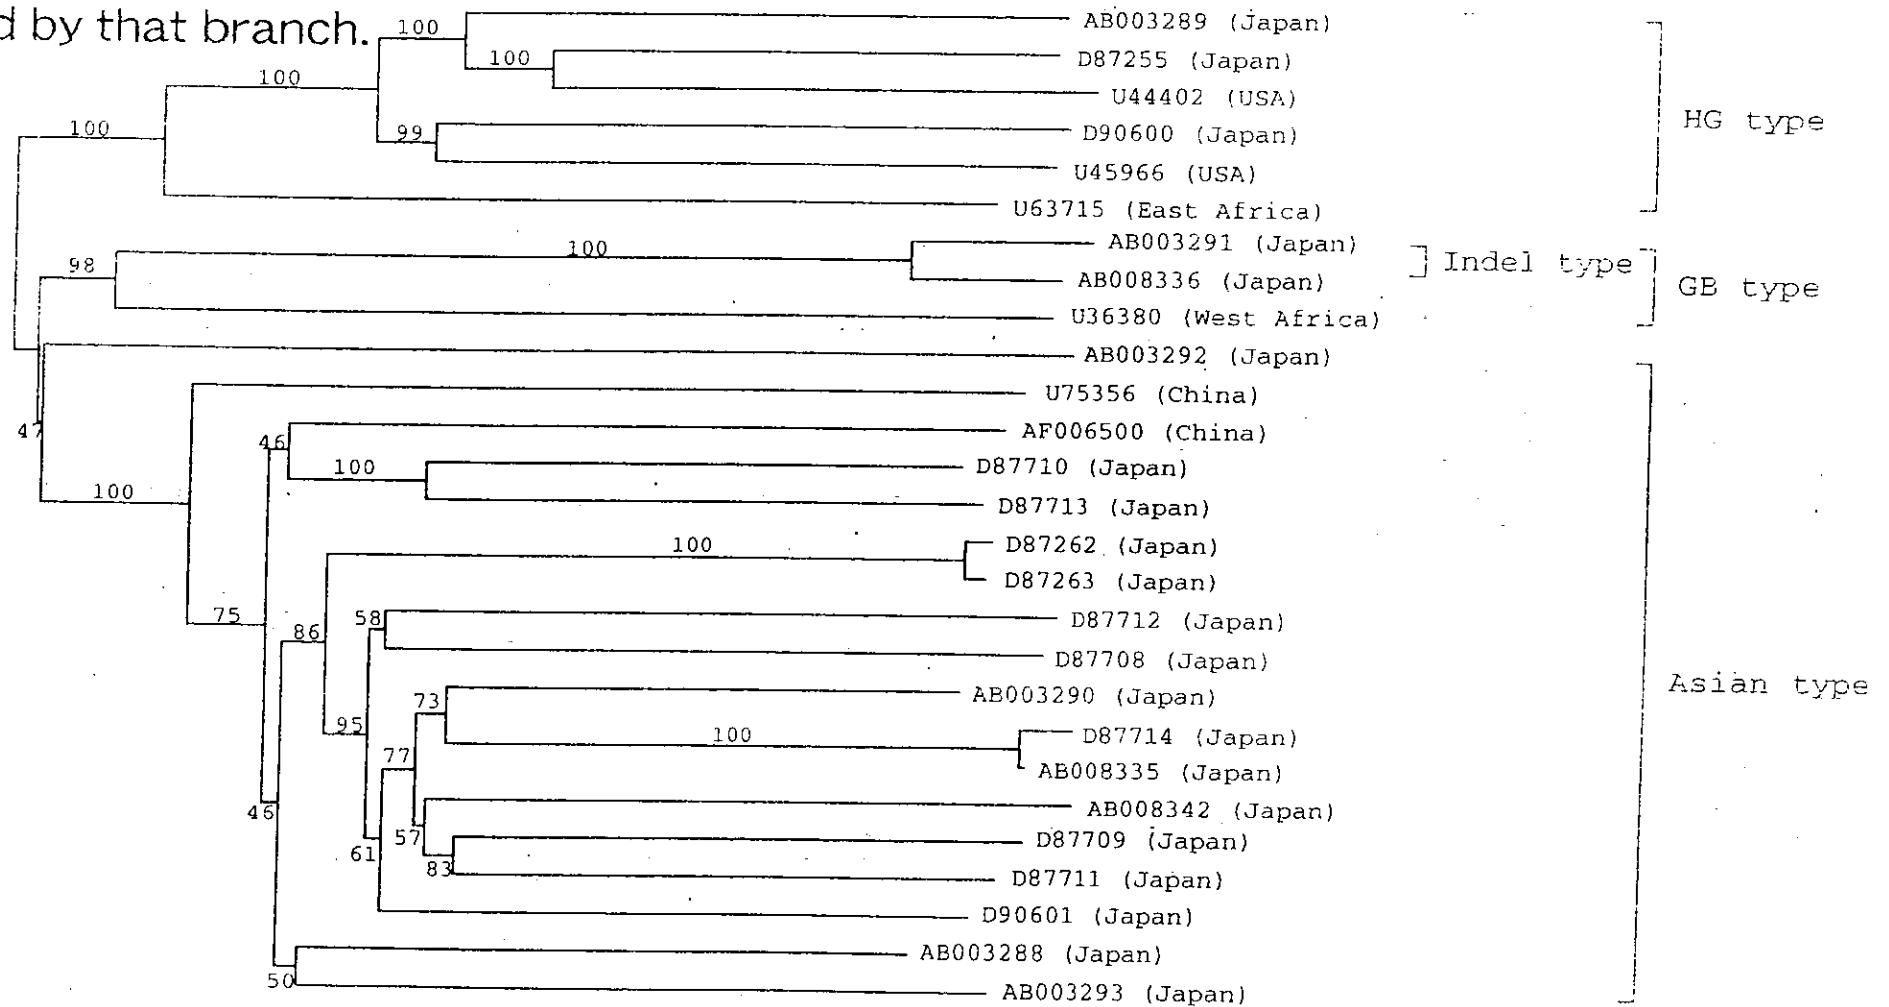 d by that branch.
100
AB003289 (Japan)
100
D87255 (Japan)
100
U44402 (USA)
HG type
100
99
D90600 (Japan)
U45966 (USA)
U63715 (East Africa)
98
100
AB003291 (Japan)
Indel type
AB008336 (Japan)
GB type
U36380 (West Africa)
AB003292 (Japan)
U75356 (China)
47
46
AF006500 (China)
100
D87710 (Japan)
100
D87713 (Japan)
100
D87262 (Japan)
D87263 (Japan)
75
86
58
D87712 (Japan)
D87708 (Japan)
Asian type
73
AB003290 (Japan)
95
100
D87714 (Japan)
77
AB008335 (Japan)
46
AB008342 (Japan)
57
D87709 (Japan)
61
83
D87711 (Japan)
D90601 (Japan)
AB003288 (Japan)
50
AB003293 (Japan)